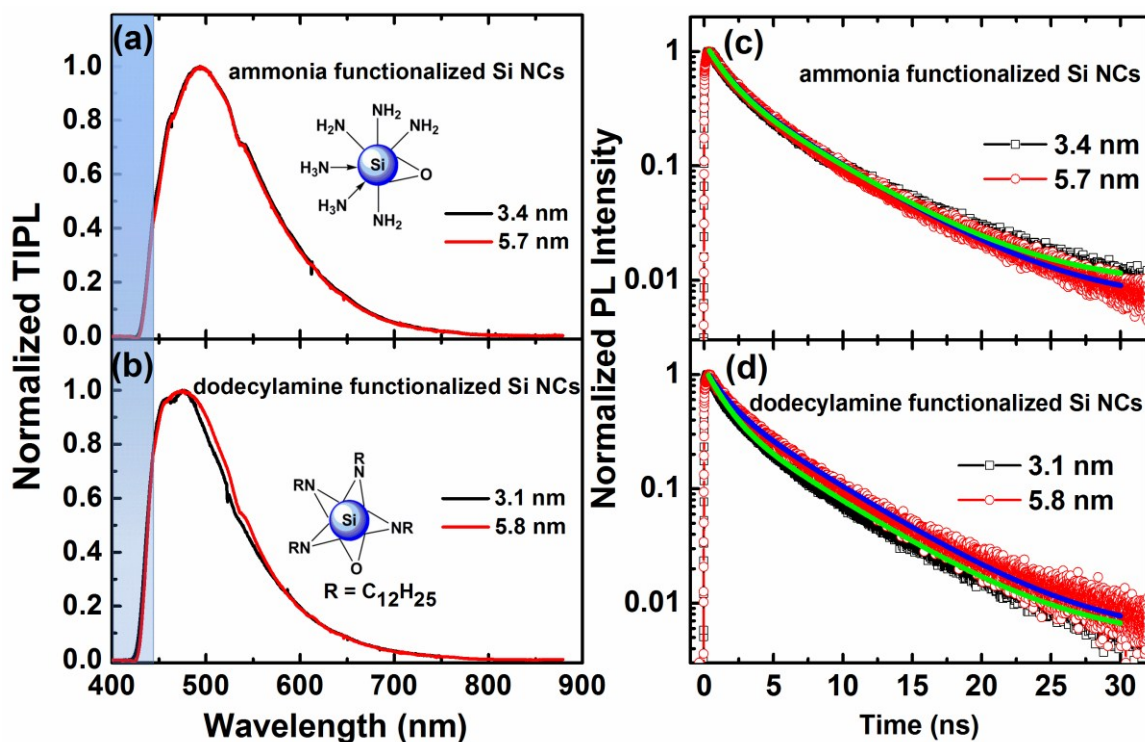 (a)
ammonia functionalized Si NCs
NH₂
H₂N
NH₂
H₃N
Si
O
H₃N
NH₂
NH₂
3.4 nm
5.7 nm
1.0
0.8
0.6
0.4
0.2
0.0
Normalized TIPL
(b)
dodecylamine functionalized Si NCs
R
R
RN
N
Si
NR
RN
NR
O
R = C₁₂H₂₅
3.1 nm
5.8 nm
1.0
0.8
0.6
0.4
0.2
0.0
400 500 600 700 800 900
Wavelength (nm)
(c)
ammonia functionalized Si NCs
3.4 nm
5.7 nm
1
0.1
0.01
Normalized PL Intensity
(d)
dodecylamine functionalized Si NCs
3.1 nm
5.8 nm
1
0.1
0.01
0 5 10 15 20 25 30
Time (ns)